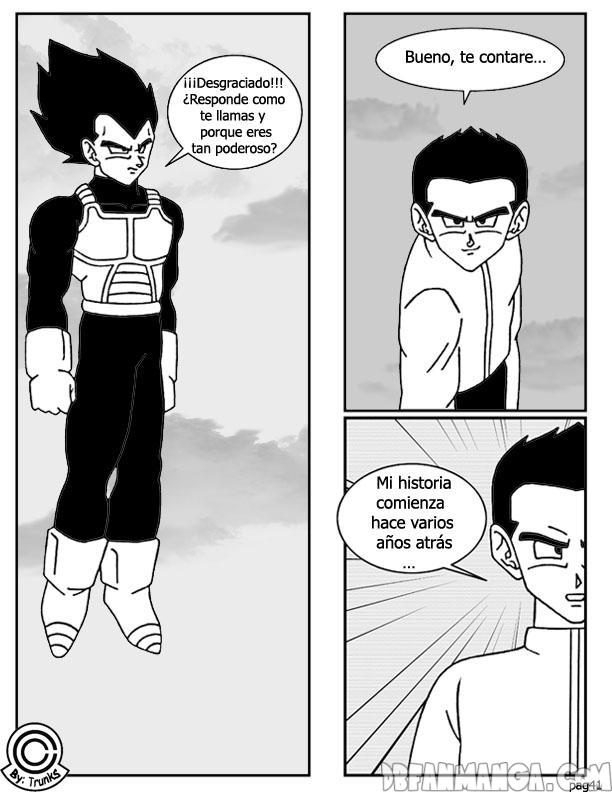 ¡¡¡Desgraciado!!!
¿Responde como
te llamas y
porque eres
tan poderoso?
Bueno, te contare...
Mi historia
comienza
hace varios
años atrás
...
By: Trunks
DBFANMANGA.COM
pag41